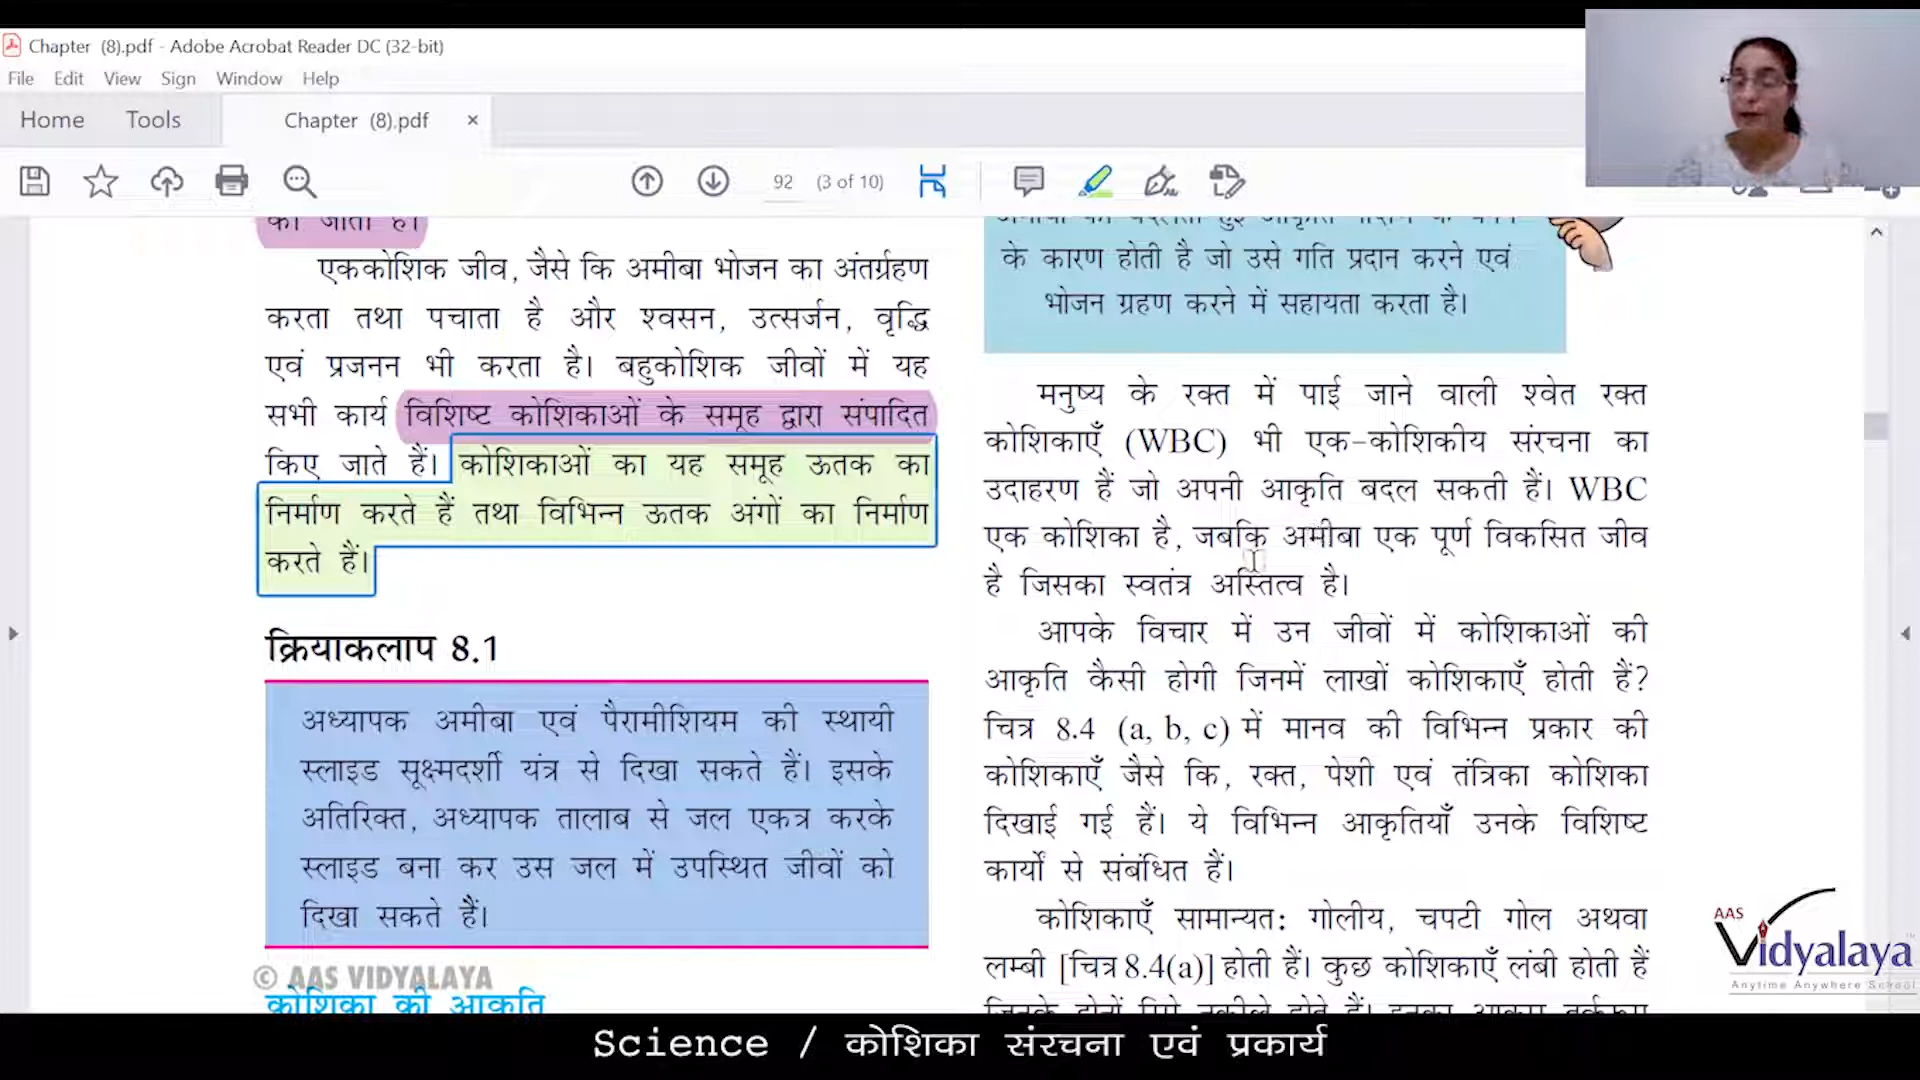 Chapter (8).pdf - Adobe Acrobat Reader DC (32-bit)
File Edit View Sign Window Help
Home Tools Chapter (8).pdf ×
92 (3 of 10)
की जाती है।
एककोशिक जीव, जैसे कि अमीबा भोजन का अंतर्ग्रहण
करता तथा पचाता है और श्वसन, उत्सर्जन, वृद्धि
एवं प्रजनन भी करता है। बहुकोशिक जीवों में यह
सभी कार्य विशिष्ट कोशिकाओं के समूह द्वारा संपादित
किए जाते हैं। कोशिकाओं का यह समूह ऊतक का
निर्माण करते हैं तथा विभिन्न ऊतक अंगों का निर्माण
करते हैं।
क्रियाकलाप 8.1
अध्यापक अमीबा एवं पैरामीशियम की स्थायी
स्लाइड सूक्ष्मदर्शी यंत्र से दिखा सकते हैं। इसके
अतिरिक्त, अध्यापक तालाब से जल एकत्र करके
स्लाइड बना कर उस जल में उपस्थित जीवों को
दिखा सकते हैं।
© AAS VIDYALAYA
कोशिका की आकृति
के कारण होती है जो उसे गति प्रदान करने एवं
भोजन ग्रहण करने में सहायता करता है।
मनुष्य के रक्त में पाई जाने वाली श्वेत रक्त
कोशिकाएँ (WBC) भी एक-कोशिकीय संरचना का
उदाहरण हैं जो अपनी आकृति बदल सकती हैं। WBC
एक कोशिका है, जबकि अमीबा एक पूर्ण विकसित जीव
है जिसका स्वतंत्र अस्तित्व है।
आपके विचार में उन जीवों में कोशिकाओं की
आकृति कैसी होगी जिनमें लाखों कोशिकाएँ होती हैं?
चित्र 8.4 (a, b, c) में मानव की विभिन्न प्रकार की
कोशिकाएँ जैसे कि, रक्त, पेशी एवं तंत्रिका कोशिका
दिखाई गई हैं। ये विभिन्न आकृतियाँ उनके विशिष्ट
कार्यों से संबंधित हैं।
कोशिकाएँ सामान्यत: गोलीय, चपटी गोल अथवा
लम्बी [चित्र 8.4(a)] होती हैं। कुछ कोशिकाएँ लंबी होती हैं
AAS
Vidyalaya
Anytime Anywhere School
Science / कोशिका संरचना एवं प्रकार्य